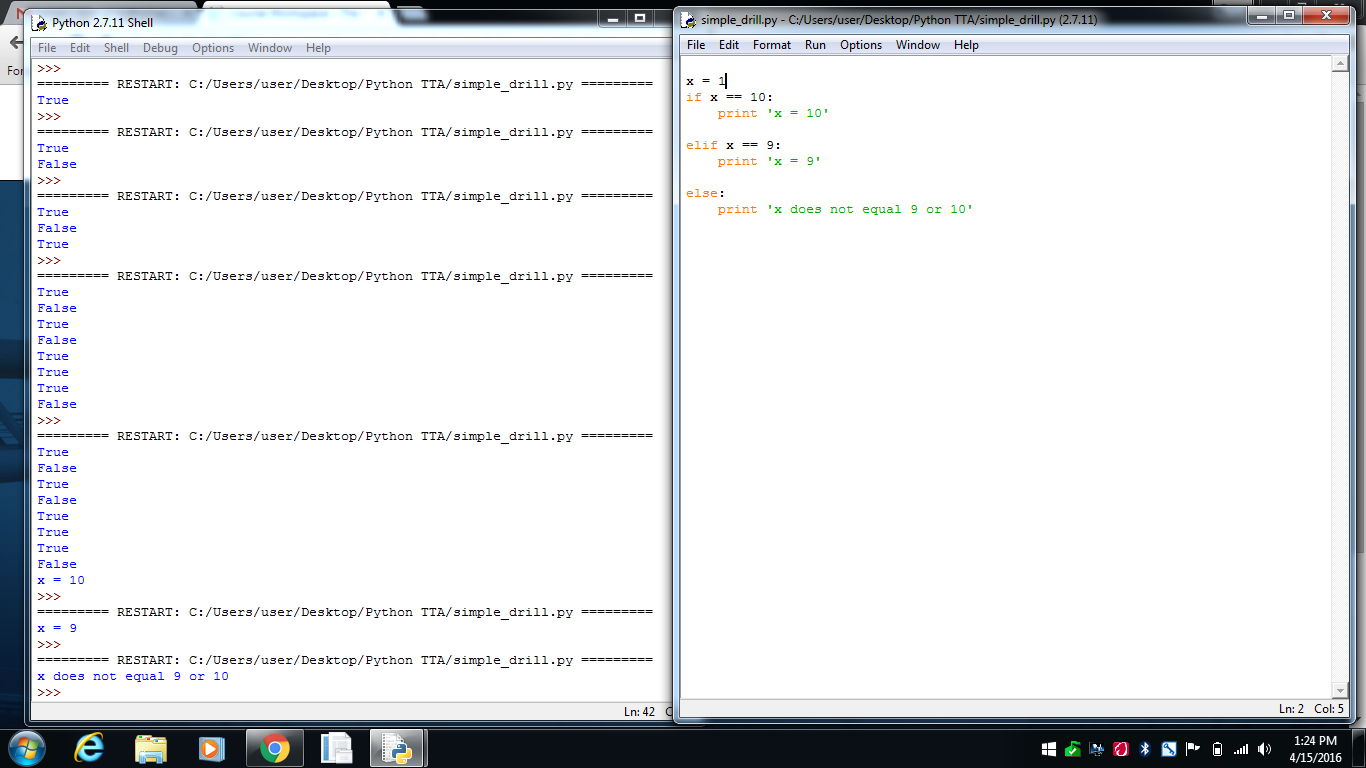 Python 2.7.11 Shell
File Edit Shell Debug Options Window Help
>>>
========= RESTART: C:/Users/user/Desktop/Python TTA/simple_drill.py =========
True
>>>
========= RESTART: C:/Users/user/Desktop/Python TTA/simple_drill.py =========
True
False
>>>
========= RESTART: C:/Users/user/Desktop/Python TTA/simple_drill.py =========
True
False
True
>>>
========= RESTART: C:/Users/user/Desktop/Python TTA/simple_drill.py =========
True
False
True
False
True
True
True
False
>>>
========= RESTART: C:/Users/user/Desktop/Python TTA/simple_drill.py =========
True
False
True
False
True
True
True
False
x = 10
>>>
========= RESTART: C:/Users/user/Desktop/Python TTA/simple_drill.py =========
x = 9
>>>
========= RESTART: C:/Users/user/Desktop/Python TTA/simple_drill.py =========
x does not equal 9 or 10
>>>
Ln: 42 C
For
simple_drill.py - C:/Users/user/Desktop/Python TTA/simple_drill.py (2.7.11)
File Edit Format Run Options Window Help
x = 1
if x == 10:
    print 'x = 10'
elif x == 9:
    print 'x = 9'
else:
    print 'x does not equal 9 or 10'
Ln: 2 Col: 5
1:24 PM
4/15/2016